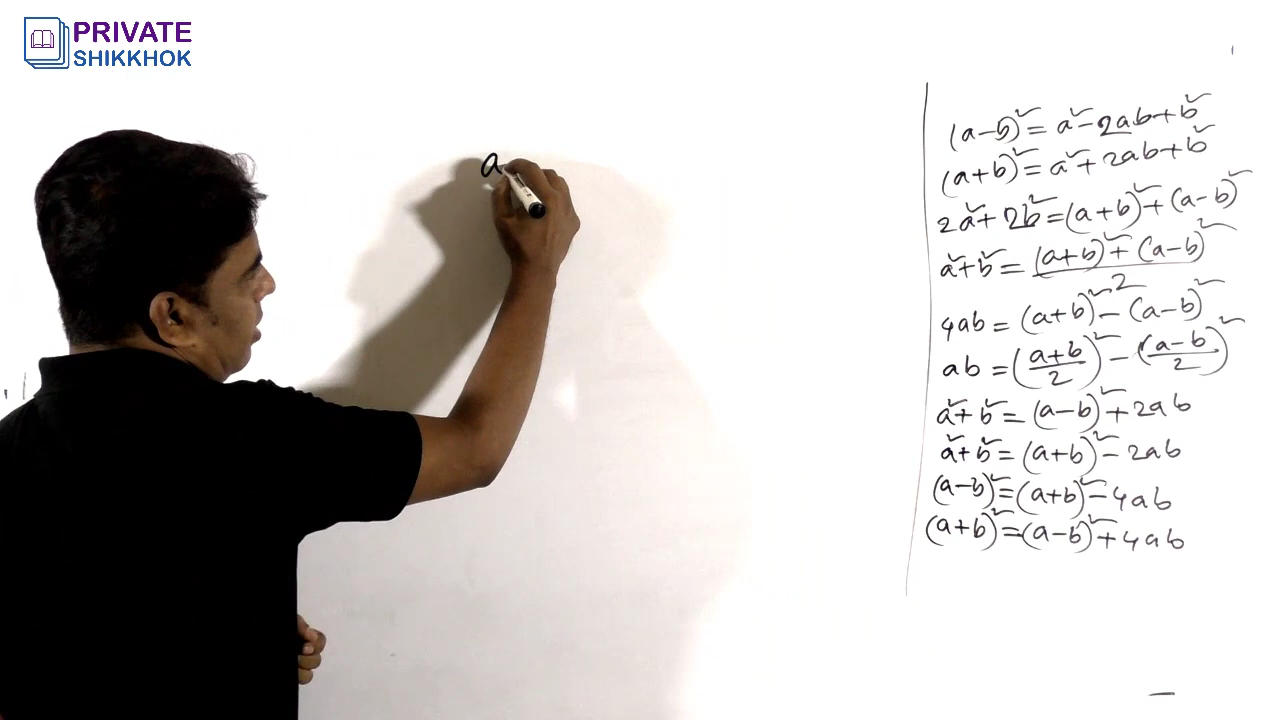 PRIVATE
SHIKKHOK
a
(a-b)² = a² - 2ab + b²
(a+b)² = a² + 2ab + b²
2a² + 2b² = (a+b)² + (a-b)²
a² + b² = (a+b)² + (a-b)² / 2
4ab = (a+b)² - (a-b)²
ab = (a+b / 2)² - (a-b / 2)²
a² + b² = (a-b)² + 2ab
a² + b² = (a+b)² - 2ab
(a-b)² = (a+b)² - 4ab
(a+b)² = (a-b)² + 4ab